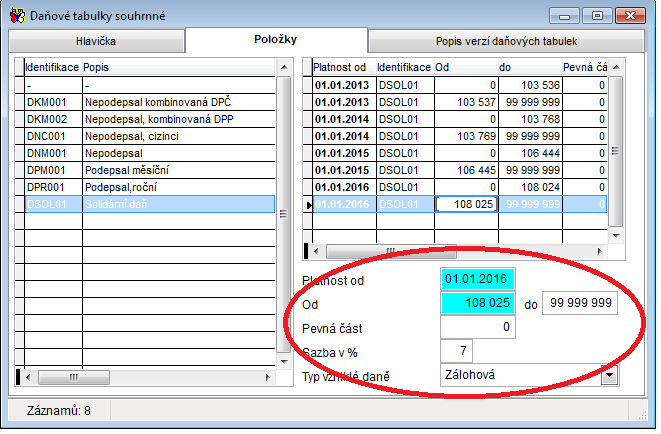 Daňové tabulky souhrnné
Hlavička Položky Popis verzí daňových tabulek
Identifikace Popis
- -
DKM001 Nepodepsal kombinovaná DPČ
DKM002 Nepodepsal, kombinovaná DPP
DNC001 Nepodepsal, cizinci
DNM001 Nepodepsal
DPM001 Podepsal měsíční
DPR001 Podepsal,roční
DSOL01 Solidární daň
Platnost od Identifikace Od do Pevná čá
01.01.2013 DSOL01 0 103 536 0
01.01.2013 DSOL01 103 537 99 999 999 0
01.01.2014 DSOL01 0 103 768 0
01.01.2014 DSOL01 103 769 99 999 999 0
01.01.2015 DSOL01 0 106 444 0
01.01.2015 DSOL01 106 445 99 999 999 0
01.01.2016 DSOL01 0 108 024 0
01.01.2016 DSOL01 108 025 99 999 999 0
Platnost od 01.01.2016
Od 108 025 do 99 999 999
Pevná část 0
Sazba v % 7
Typ vzniklé daně Zálohová
Záznamů: 8